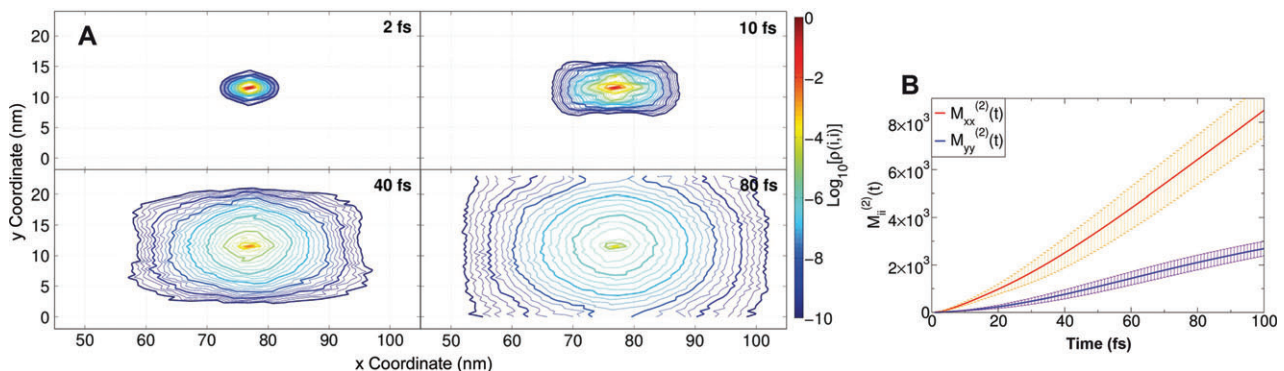 A
2 fs
10 fs
40 fs
80 fs
20
15
10
5
0
20
15
10
5
0
y Coordinate (nm)
50 60 70 80 90 100
50 60 70 80 90 100
x Coordinate (nm)
0
−2
−4
−6
−8
−10
Log₁₀[ρ(i,i)]
B
Mₓₓ⁽²⁾(t)
M_yy⁽²⁾(t)
8×10³
6×10³
4×10³
2×10³
0
M_ii⁽²⁾(t)
0 20 40 60 80 100
Time (fs)